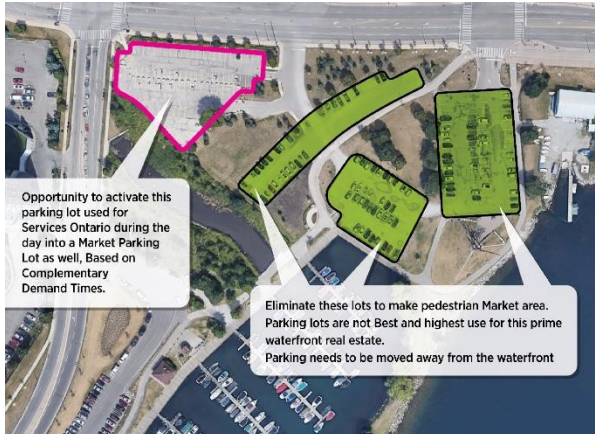 Opportunity to activate this
parking lot used for
Services Ontario during the
day into a Market Parking
Lot as well, Based on
Complementary
Demand Times.
Eliminate these lots to make pedestrian Market area.
Parking lots are not Best and highest use for this prime
waterfront real estate.
Parking needs to be moved away from the waterfront